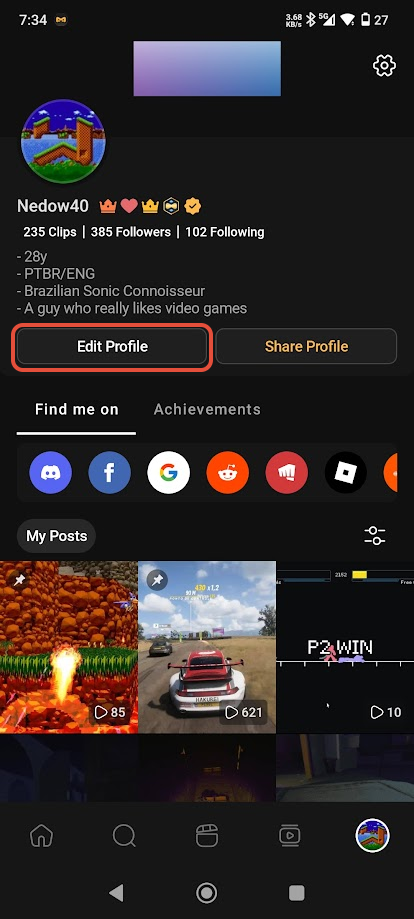 7:34
3.68 KB/s 5G 27
Nedow40
235 Clips | 385 Followers | 102 Following
- 28y
- PTBR/ENG
- Brazilian Sonic Connoisseur
- A guy who really likes video games
Edit Profile
Share Profile
Find me on
Achievements
My Posts
85
621
2152
P2 WIN
10